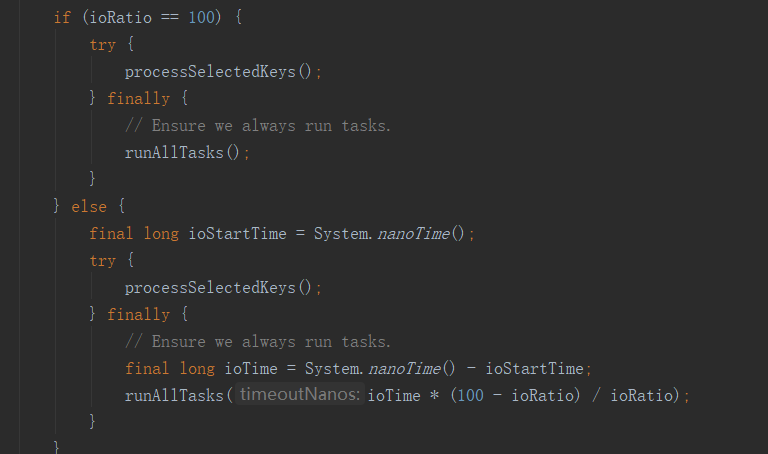 if (ioRatio == 100) {
try {
processSelectedKeys();
} finally {
// Ensure we always run tasks.
runAllTasks();
}
} else {
final long ioStartTime = System.nanoTime();
try {
processSelectedKeys();
} finally {
// Ensure we always run tasks.
final long ioTime = System.nanoTime() - ioStartTime;
runAllTasks( timeoutNanos: ioTime * (100 - ioRatio) / ioRatio);
}
}